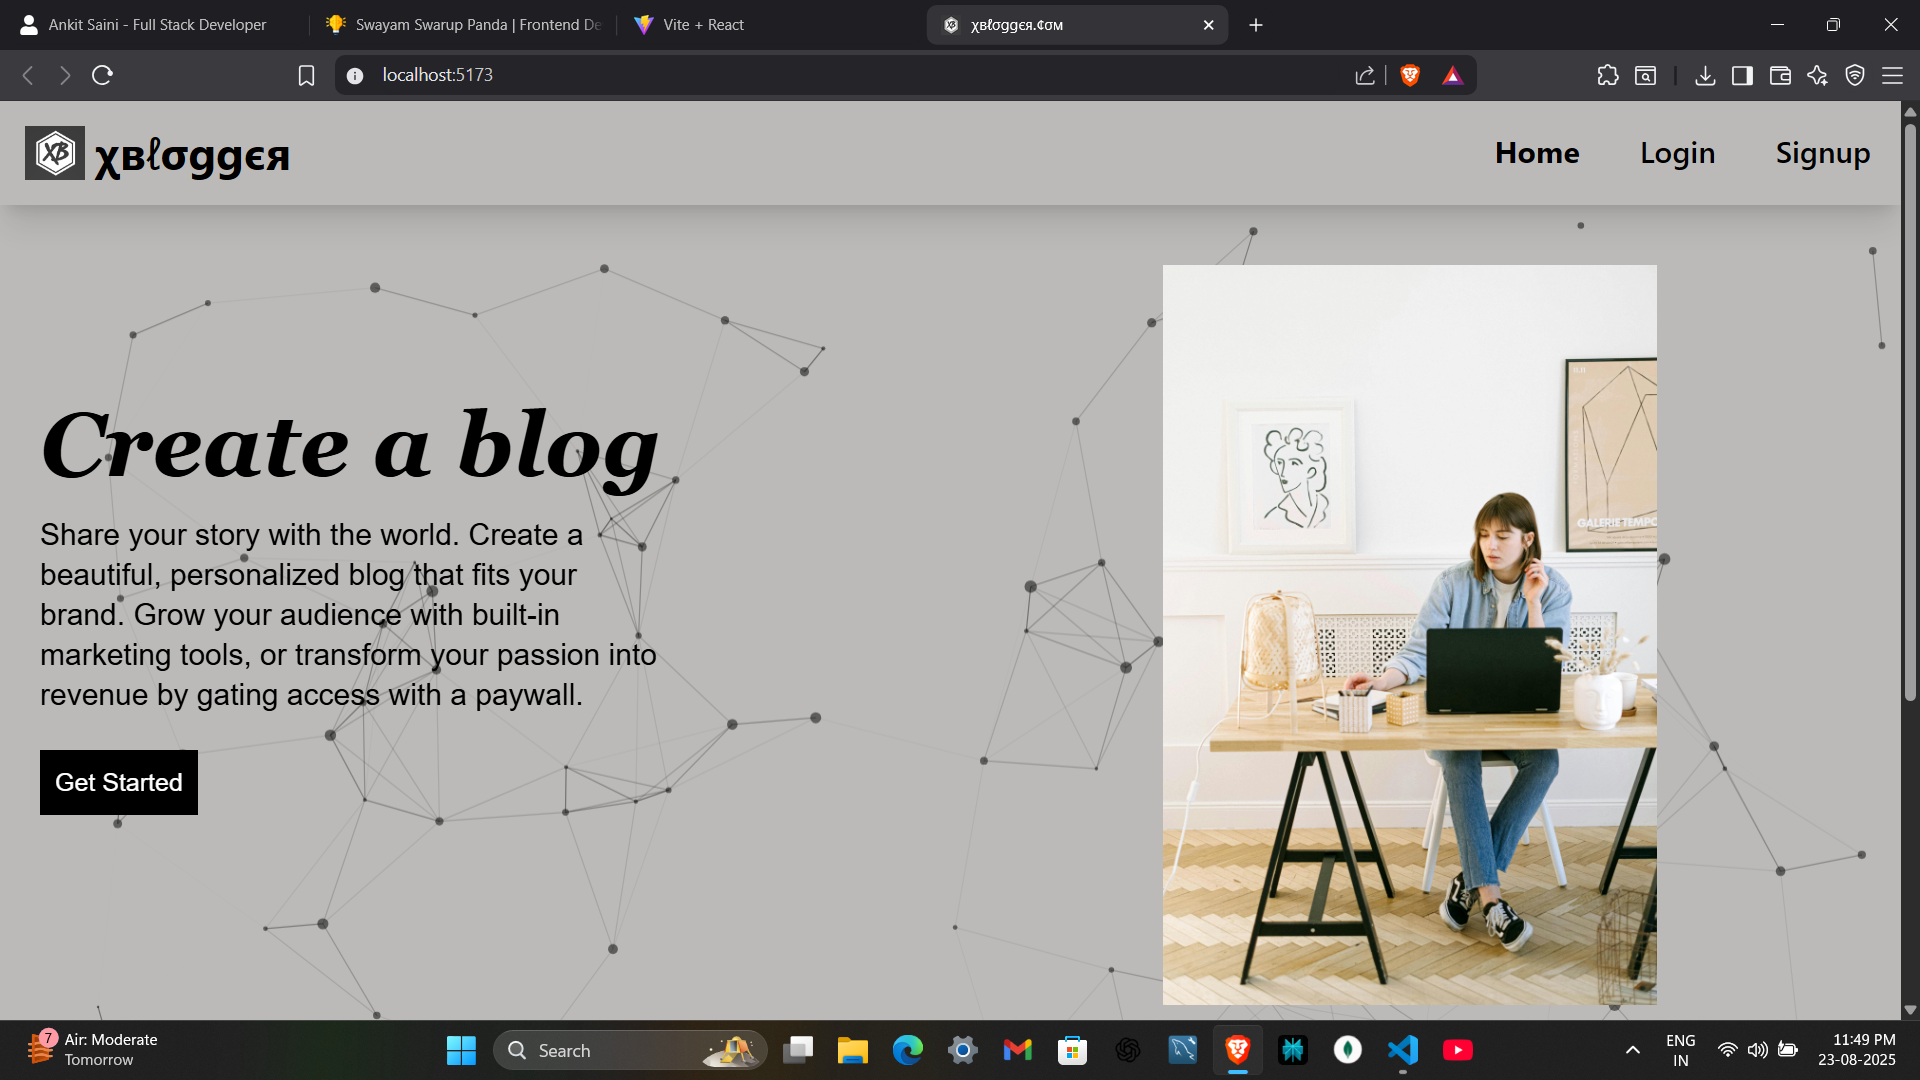 Ankit Saini - Full Stack Developer
Swayam Swarup Panda | Frontend De
Vite + React
χвℓσggєя.¢σм
localhost:5173
XB
χвℓσggєя
Home
Login
Signup
GALERIE TEMPO
Create a blog
Share your story with the world. Create a
beautiful, personalized blog that fits your
brand. Grow your audience with built-in
marketing tools, or transform your passion into
revenue by gating access with a paywall.
Get Started
7
Air: Moderate
Tomorrow
Search
ENG
IN
11:49 PM
23-08-2025